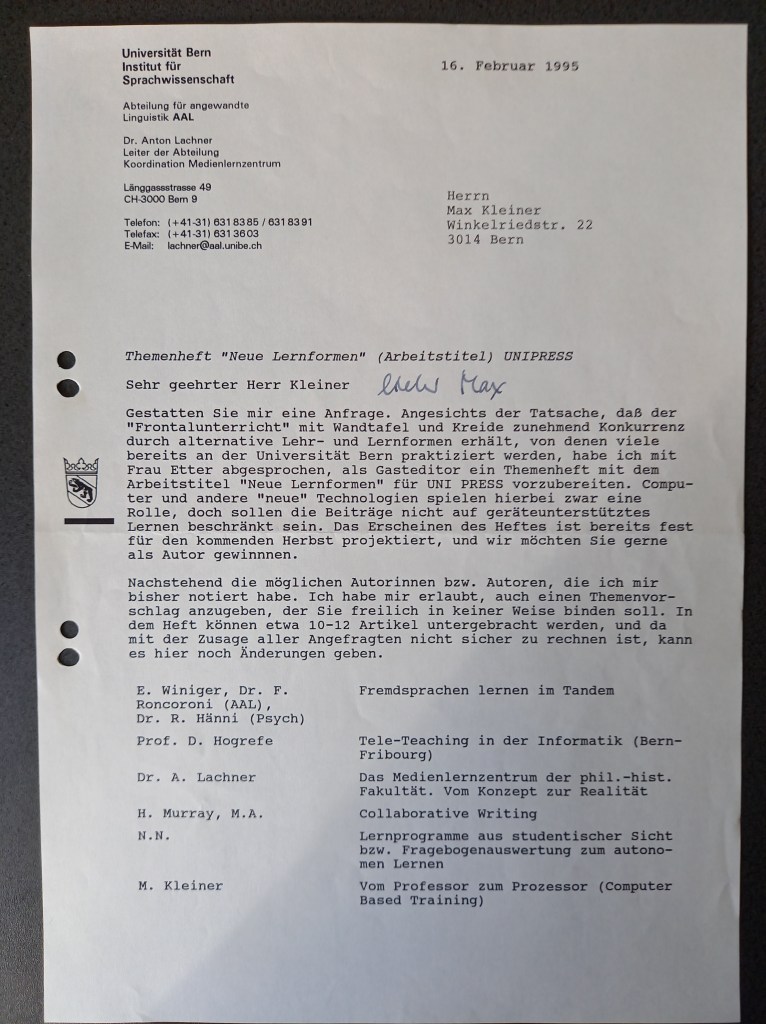 Universität Bern
Institut für
Sprachwissenschaft
Abteilung für angewandte
Linguistik AAL
Dr. Anton Lachner
Leiter der Abteilung
Koordination Medienlernzentrum
Länggassstrasse 49
CH-3000 Bern 9
Telefon: (+41-31) 631 83 85 / 631 83 91
Telefax: (+41-31) 631 36 03
E-Mail: lachner@aal.unibe.ch
16. Februar 1995
Herrn
Max Kleiner
Winkelriedstr. 22
3014 Bern
Themenheft "Neue Lernformen" (Arbeitstitel) UNIPRESS
Sehr geehrter Herr Kleiner Lieber Max
Gestatten Sie mir eine Anfrage. Angesichts der Tatsache, daß der
"Frontalunterricht" mit Wandtafel und Kreide zunehmend Konkurrenz
durch alternative Lehr- und Lernformen erhält, von denen viele
bereits an der Universität Bern praktiziert werden, habe ich mit
Frau Etter abgesprochen, als Gasteditor ein Themenheft mit dem
Arbeitstitel "Neue Lernformen" für UNI PRESS vorzubereiten. Compu-
ter und andere "neue" Technologien spielen hierbei zwar eine
Rolle, doch sollen die Beiträge nicht auf geräteunterstütztes
Lernen beschränkt sein. Das Erscheinen des Heftes ist bereits fest
für den kommenden Herbst projektiert, und wir möchten Sie gerne
als Autor gewinnnen.
Nachstehend die möglichen Autorinnen bzw. Autoren, die ich mir
bisher notiert habe. Ich habe mir erlaubt, auch einen Themenvor-
schlag anzugeben, der Sie freilich in keiner Weise binden soll. In
dem Heft können etwa 10-12 Artikel untergebracht werden, und da
mit der Zusage aller Angefragten nicht sicher zu rechnen ist, kann
es hier noch Änderungen geben.
E. Winiger, Dr. F. Fremdsprachen lernen im Tandem
Roncoroni (AAL),
Dr. R. Hänni (Psych)
Prof. D. Hogrefe Tele-Teaching in der Informatik (Bern-
Fribourg)
Dr. A. Lachner Das Medienlernzentrum der phil.-hist.
Fakultät. Vom Konzept zur Realität
H. Murray, M.A. Collaborative Writing
N.N. Lernprogramme aus studentischer Sicht
bzw. Fragebogenauswertung zum autono-
men Lernen
M. Kleiner Vom Professor zum Prozessor (Computer
Based Training)